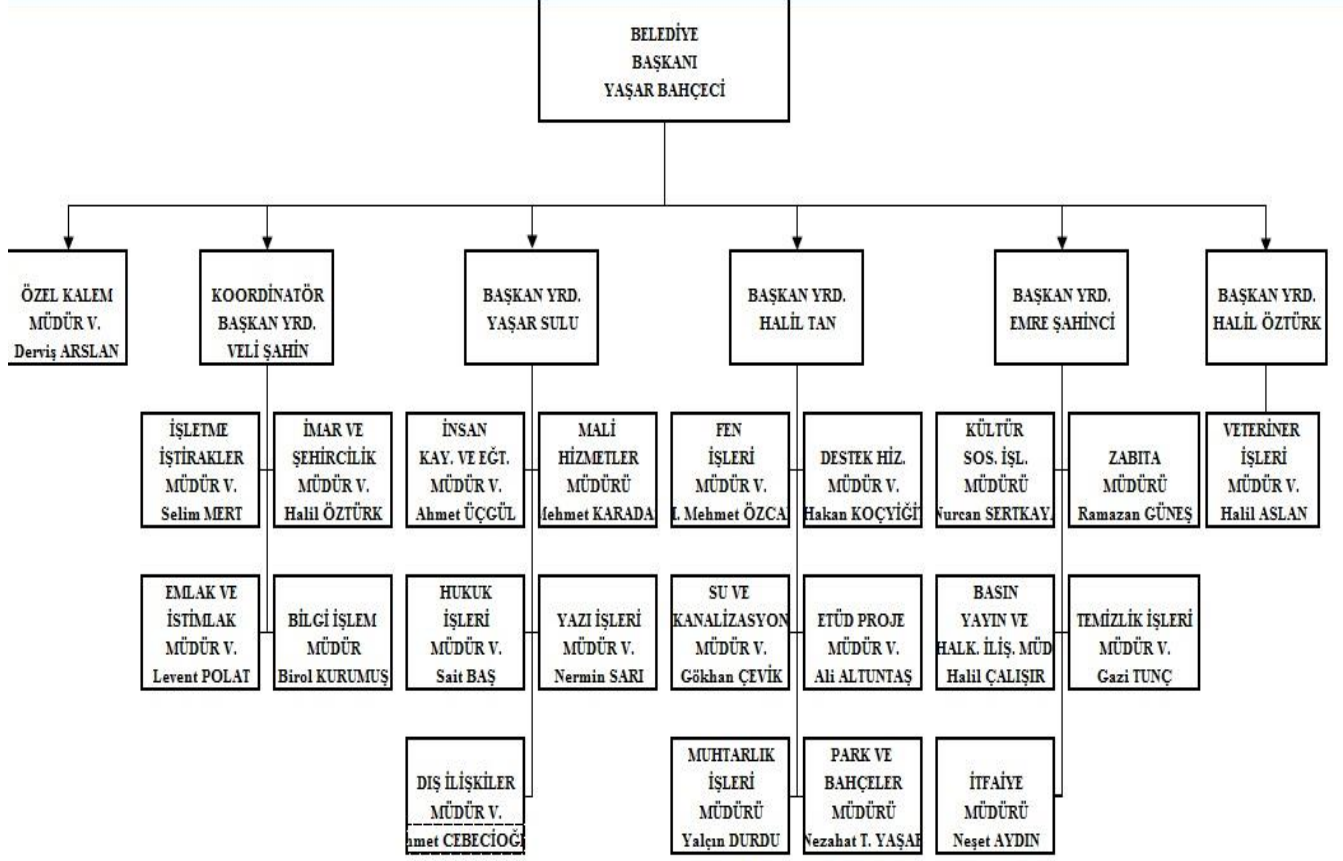 BELEDİYE
BAŞKANI
YAŞAR BAHÇECİ
ÖZEL KALEM
MÜDÜR V.
Derviş ARSLAN
KOORDİNATÖR
BAŞKAN YRD.
VELİ ŞAHİN
BAŞKAN YRD.
YAŞAR SULU
BAŞKAN YRD.
HALİL TAN
BAŞKAN YRD.
EMRE ŞAHİNCİ
BAŞKAN YRD.
HALİL ÖZTÜRK
İŞLETME
İŞTİRAKLER
MÜDÜR V.
Selim MERT
İMAR VE
ŞEHİRCİLİK
MÜDÜR V.
Halil ÖZTÜRK
İNSAN
KAY. VE EĞT.
MÜDÜR V.
Ahmet ÜÇGÜL
MALİ
HİZMETLER
MÜDÜRÜ
FEN
İŞLERİ
MÜDÜR V.
Mehmet
DESTEK HİZ.
MÜDÜR V.
Hakan KOÇYİĞİT
KÜLTÜR
SOS. İŞL.
MÜDÜRÜ
Nurcan
ZABITA
MÜDÜRÜ
Ramazan GÜNEŞ
VETERİNER
İŞLERİ
MÜDÜR V.
Halil ASLAN
EMLAK VE
İSTİMLAK
MÜDÜR V.
Levent POLAT
BİLGİ İŞLEM
MÜDÜR
Birol KURUMUŞ
HUKUK
İŞLERİ
MÜDÜR V.
Sait BAŞ
YAZI İŞLERİ
MÜDÜR V.
Nermin SARI
SU VE
KANALİZASYON
MÜDÜR V.
Gökhan ÇEVİK
ETÜD PROJE
MÜDÜR V.
Ali ALTUNTAŞ
BASIN
YAYIN VE
HALK. İLİŞ. MÜD
Halil ÇALIŞIR
TEMİZLİK İŞLERİ
MÜDÜR V.
Gazi TUNÇ
DIŞ İLİŞKİLER
MÜDÜR V.
MUHTARLIK
İŞLERİ
MÜDÜRÜ
Yalçın DURDU
PARK VE
BAHÇELER
MÜDÜRÜ
Nezahat T.
İTFAİYE
MÜDÜRÜ
Neşet AYDIN